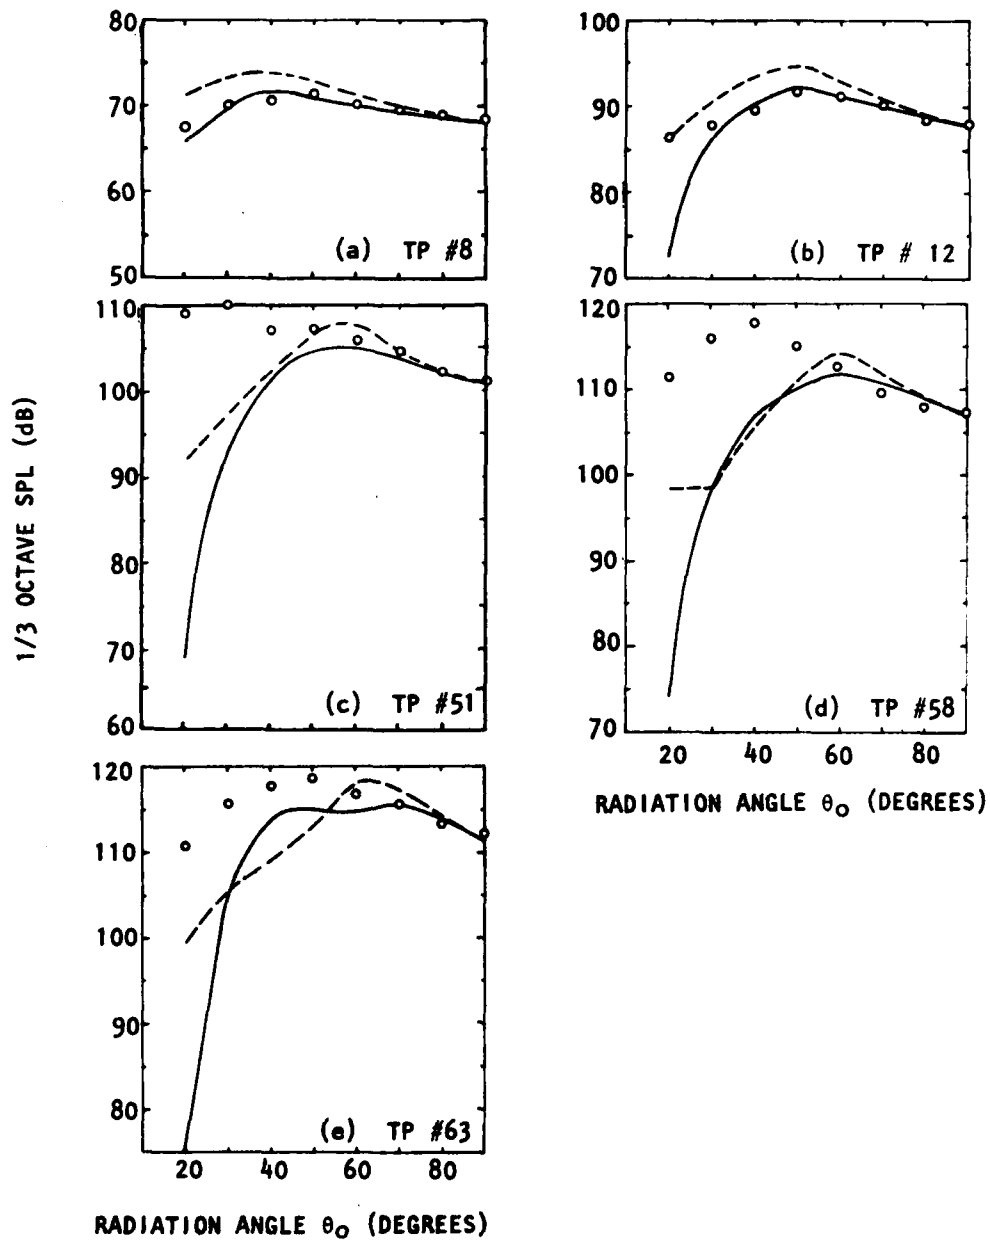 80
70
60
50
(a) TP #8
100
90
80
70
(b) TP # 12
110
100
90
80
70
60
(c) TP #51
120
110
100
90
80
70
(d) TP #58
20 40 60 80
RADIATION ANGLE θo (DEGREES)
1/3 OCTAVE SPL (dB)
120
110
100
90
80
(e) TP #63
20 40 60 80
RADIATION ANGLE θo (DEGREES)